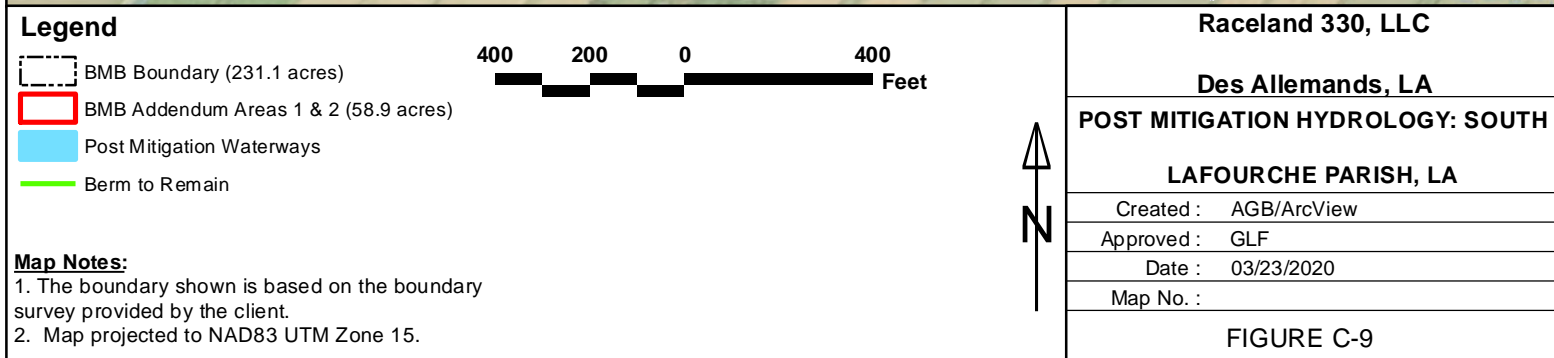 Legend
BMB Boundary (231.1 acres)
BMB Addendum Areas 1 & 2 (58.9 acres)
Post Mitigation Waterways
Berm to Remain
400 200 0 400
Feet
Map Notes:
1. The boundary shown is based on the boundary
survey provided by the client.
2. Map projected to NAD83 UTM Zone 15.
N
Raceland 330, LLC
Des Allemands, LA
POST MITIGATION HYDROLOGY: SOUTH
LAFOURCHE PARISH, LA
Created : AGB/ArcView
Approved : GLF
Date : 03/23/2020
Map No. :
FIGURE C-9